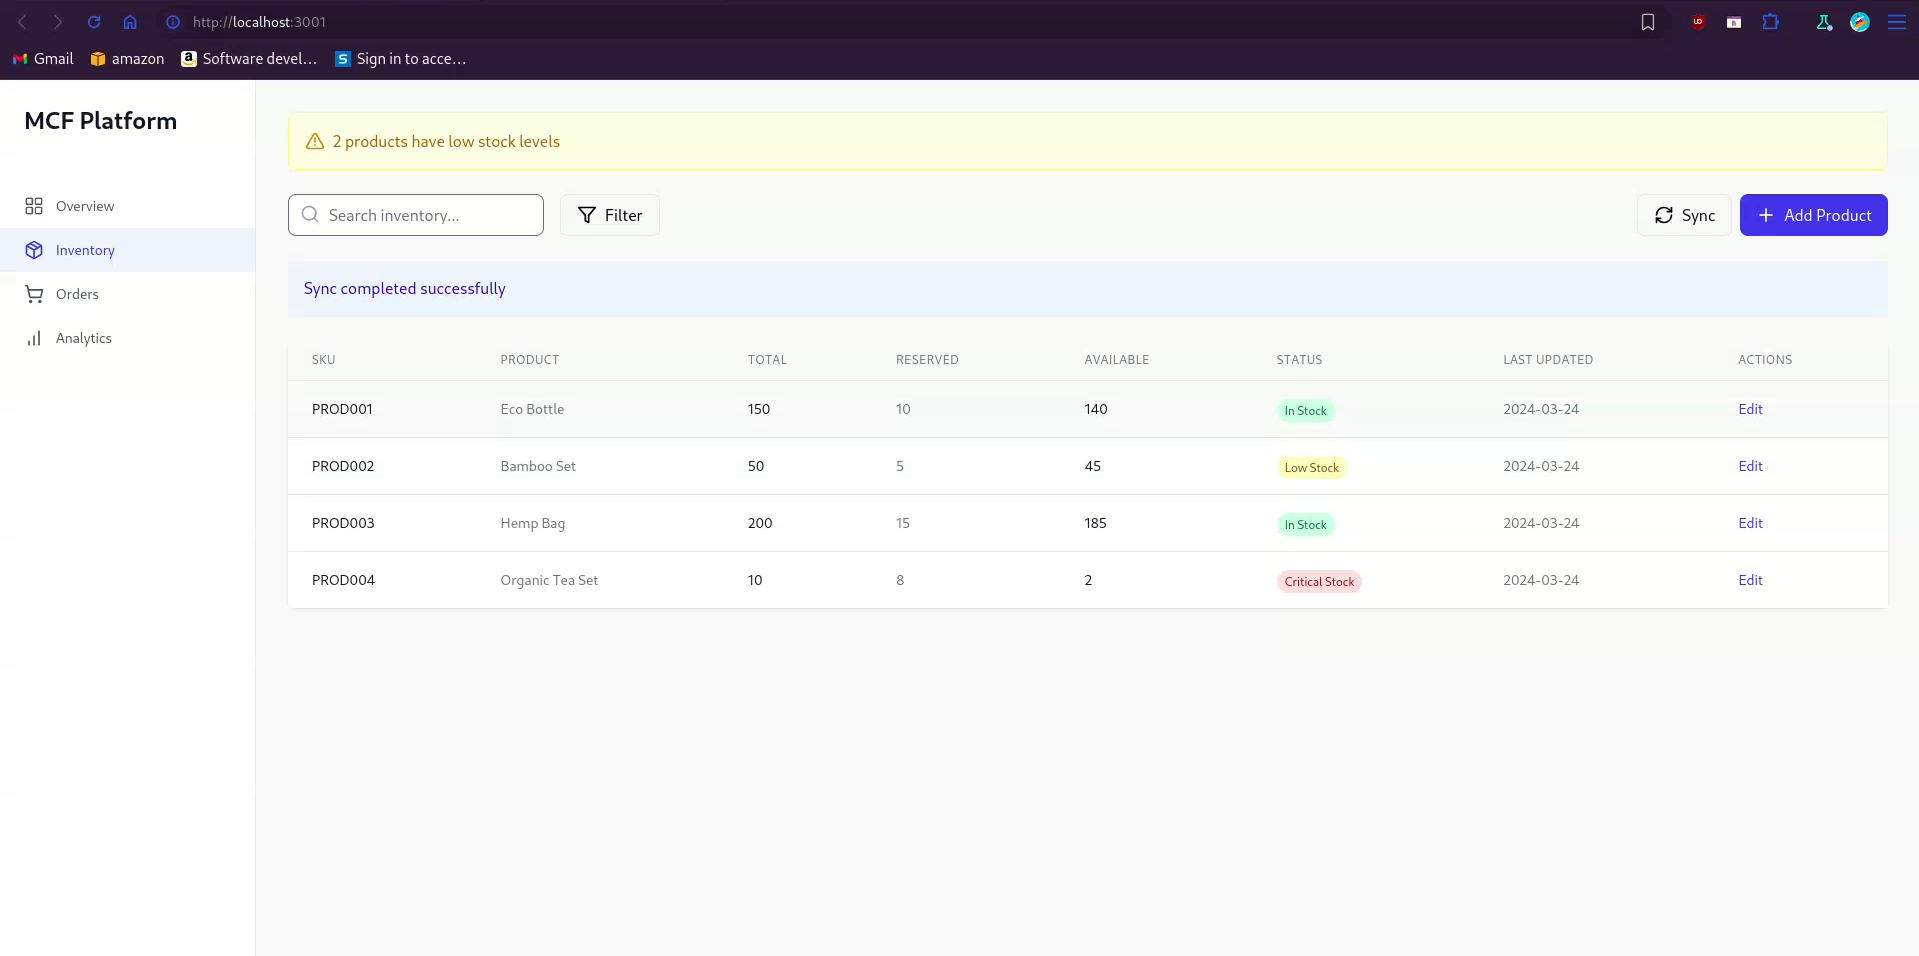 http://localhost:3001
Gmail amazon Software devel... Sign in to acce...
MCF Platform
Overview
Inventory
Orders
Analytics
2 products have low stock levels
Search inventory... Filter Sync Add Product
Sync completed successfully
SKU PRODUCT TOTAL RESERVED AVAILABLE STATUS LAST UPDATED ACTIONS
PROD001 Eco Bottle 150 10 140 In Stock 2024-03-24 Edit
PROD002 Bamboo Set 50 5 45 Low Stock 2024-03-24 Edit
PROD003 Hemp Bag 200 15 185 In Stock 2024-03-24 Edit
PROD004 Organic Tea Set 10 8 2 Critical Stock 2024-03-24 Edit